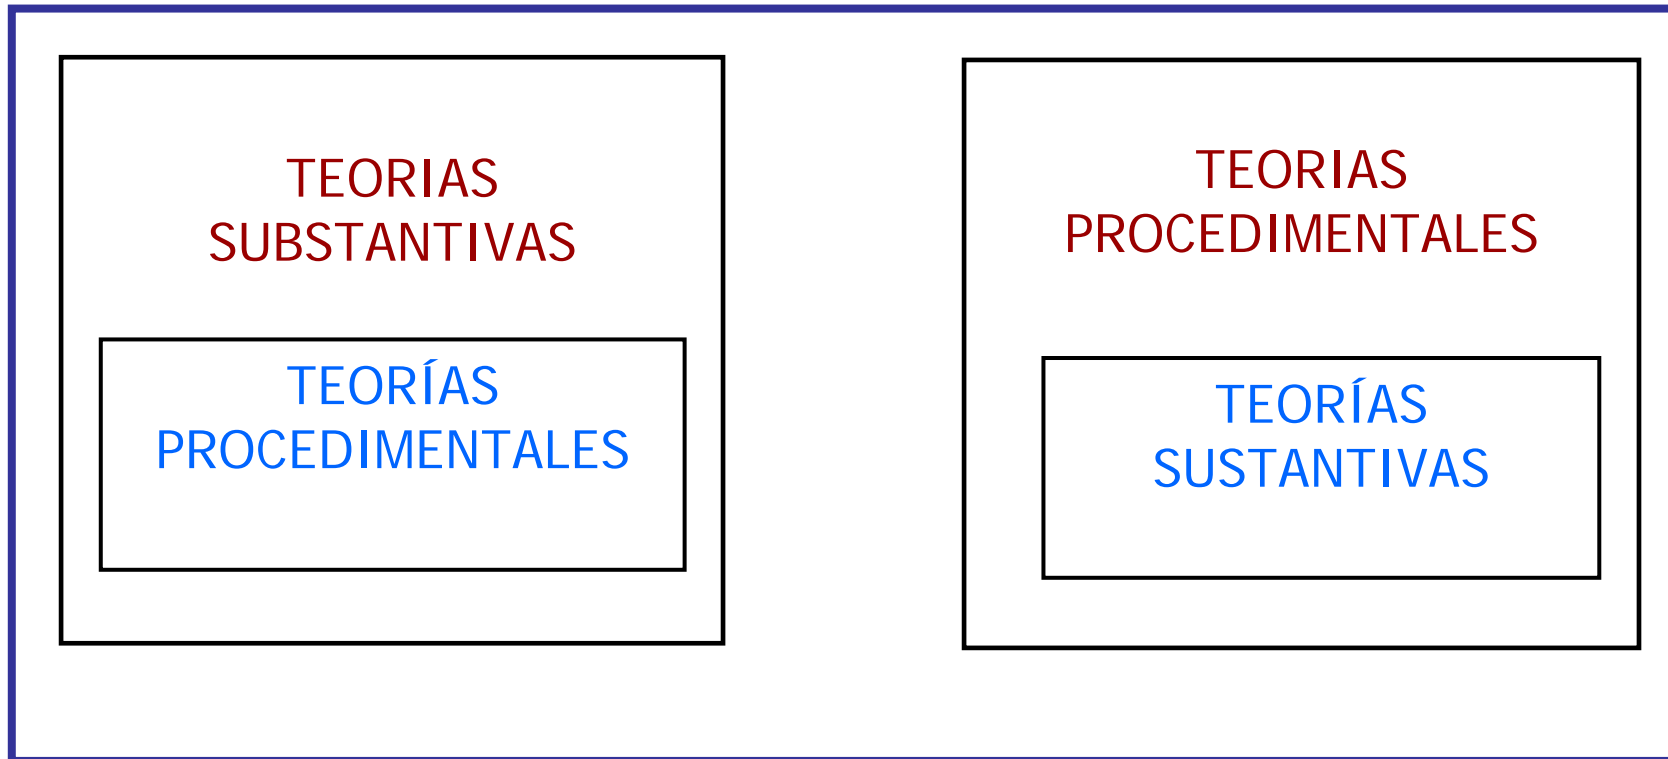 TEORIAS
SUBSTANTIVAS
TEORÍAS
PROCEDIMENTALES
TEORIAS
PROCEDIMENTALES
TEORÍAS
SUSTANTIVAS